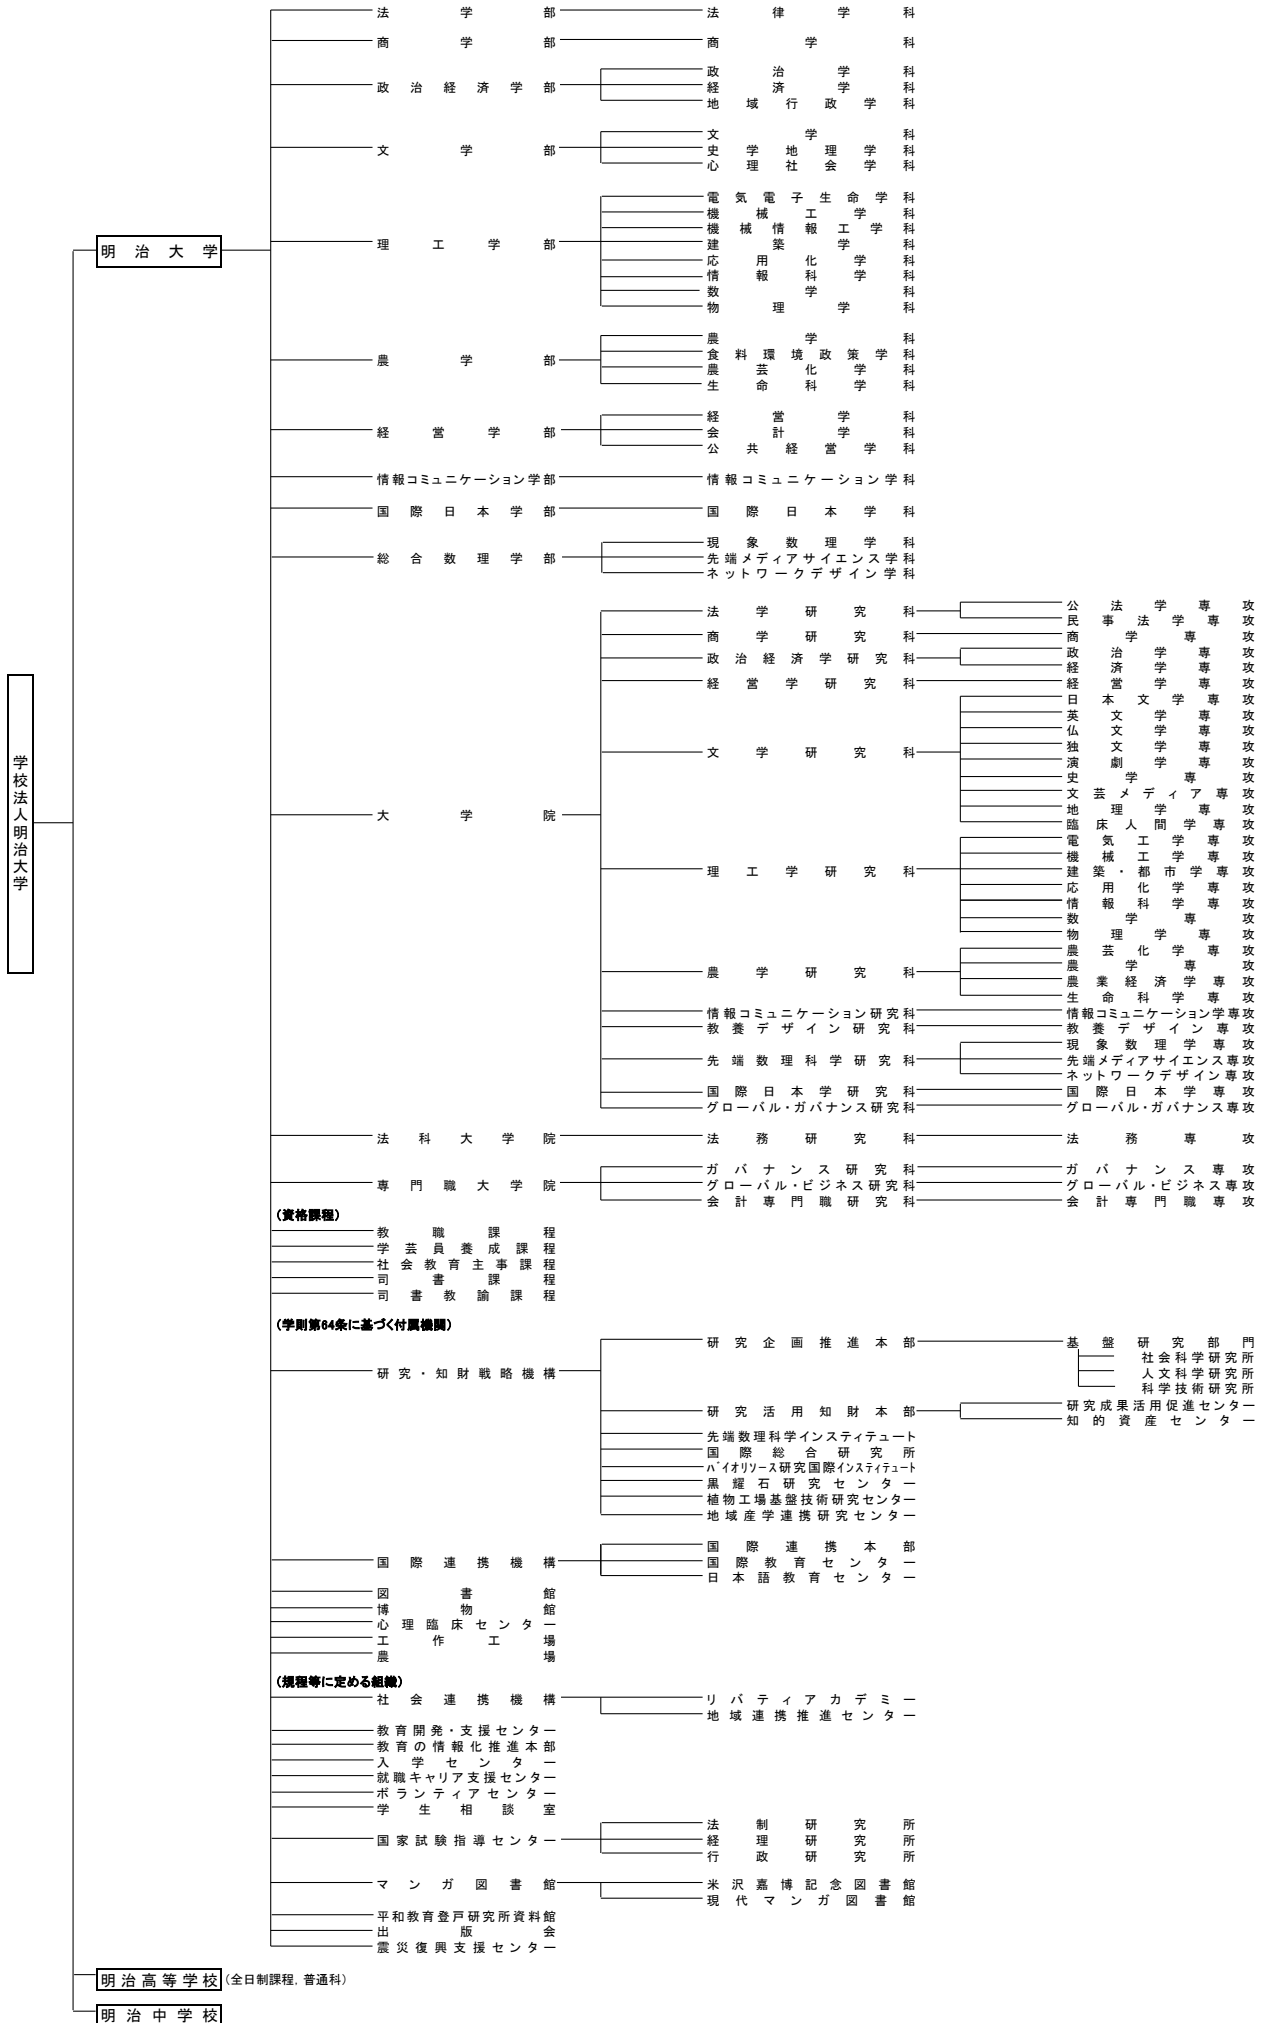 学校法人明治大学
明治大学
法学部 法律学科
商学部 商学科
政治経済学部 政治学科
経済学科
地域行政学科
文学部 文学科
史学地理学科
心理社会学科
理工学部 電気電子生命学科
機械工学科
機械情報工学科
建築学科
応用化学科
情報科学科
数学科
物理学科
農学部 農学科
食料環境政策学科
農芸化学科
生命科学科
経営学部 経営学科
会計学科
公共経営学科
情報コミュニケーション学部 情報コミュニケーション学科
国際日本学部 国際日本学科
総合数理学部 現象数理学科
先端メディアサイエンス学科
ネットワークデザイン学科
大学院 法学研究科 公法学専攻
民事法学専攻
商学研究科 商学専攻
政治経済学研究科 政治学専攻
経済学専攻
経営学研究科 経営学専攻
文学研究科 日本文学専攻
英文学専攻
仏文学専攻
独文学専攻
演劇学専攻
史学専攻
文芸メディア専攻
地理学専攻
臨床人間学専攻
理工学研究科 電気工学専攻
機械工学専攻
建築・都市学専攻
応用化学専攻
情報科学専攻
数学専攻
物理学専攻
農学研究科 農芸化学専攻
農学専攻
農業経済学専攻
生命科学専攻
情報コミュニケーション研究科 情報コミュニケーション学専攻
教養デザイン研究科 教養デザイン専攻
先端数理科学研究科 現象数理学専攻
先端メディアサイエンス専攻
ネットワークデザイン専攻
国際日本学研究科 国際日本学専攻
グローバル・ガバナンス研究科 グローバル・ガバナンス専攻
法科大学院 法務研究科 法務専攻
専門職大学院 ガバナンス研究科 ガバナンス専攻
グローバル・ビジネス研究科 グローバル・ビジネス専攻
会計専門職研究科 会計専門職専攻
(資格課程)
教職課程
学芸員養成課程
社会教育主事課程
司書課程
司書教諭課程
(学則第64条に基づく付属機関)
研究・知財戦略機構 研究企画推進本部 基盤研究部門
社会科学研究所
人文科学研究所
科学技術研究所
研究活用知財本部 研究成果活用促進センター
知的資産センター
先端数理科学インスティテュート
国際総合研究所
バイオリソース研究国際インスティテュート
黒耀石研究センター
植物工場基盤技術研究センター
地域産学連携研究センター
国際連携機構 国際連携本部
国際教育センター
日本語教育センター
図書館
博物館
心理臨床センター
工作工場
農場
(規程等に定める組織)
社会連携機構 リバティアカデミー
地域連携推進センター
教育開発・支援センター
教育の情報化推進本部
入学センター
就職キャリア支援センター
ボランティアセンター
学生相談室
国家試験指導センター 法制研究所
経理研究所
行政研究所
マンガ図書館 米沢嘉博記念図書館
現代マンガ図書館
平和教育登戸研究所資料館
出版会
震災復興支援センター
明治高等学校 (全日制課程, 普通科)
明治中学校